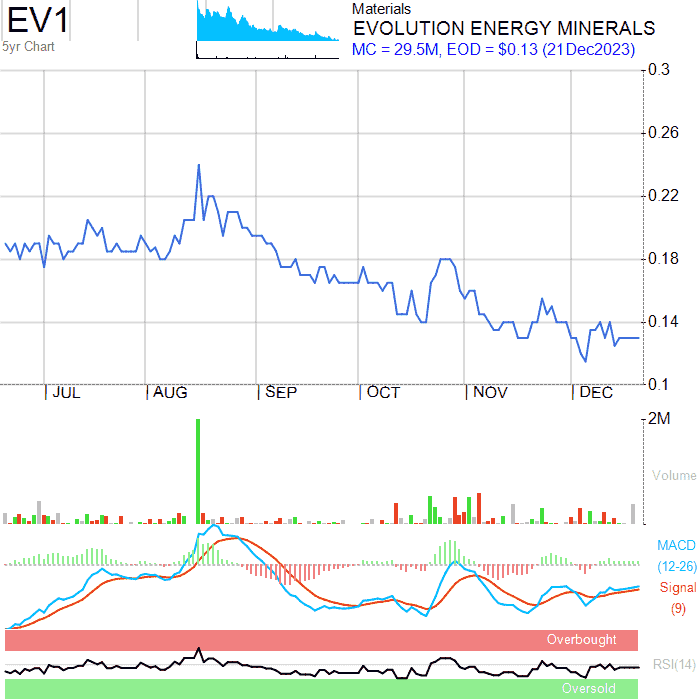 EV1
5yr Chart
Materials
EVOLUTION ENERGY MINERALS
MC = 29.5M, EOD = $0.13 (21Dec2023)
0.3
0.26
0.22
0.18
0.14
0.1
JUL AUG SEP OCT NOV DEC
2M
Volume
MACD
(12-26)
Signal
(9)
Overbought
RSI(14)
Oversold